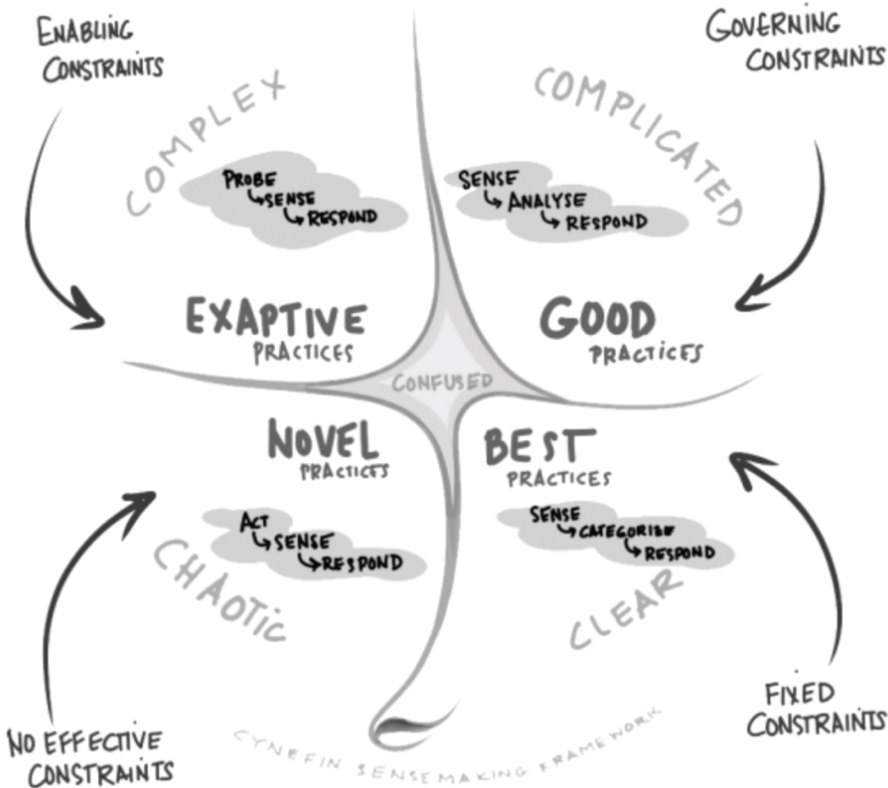 ENABLING
CONSTRAINTS
GOVERNING
CONSTRAINTS
COMPLEX
COMPLICATED
PROBE
SENSE
RESPOND
SENSE
ANALYSE
RESPOND
EXAPTIVE
PRACTICES
GOOD
PRACTICES
CONFUSED
NOVEL
PRACTICES
BEST
PRACTICES
ACT
SENSE
RESPOND
SENSE
CATEGORISE
RESPOND
CHAOTIC
CLEAR
NO EFFECTIVE
CONSTRAINTS
FIXED
CONSTRAINTS
CYNEFIN SENSEMAKING FRAMEWORK